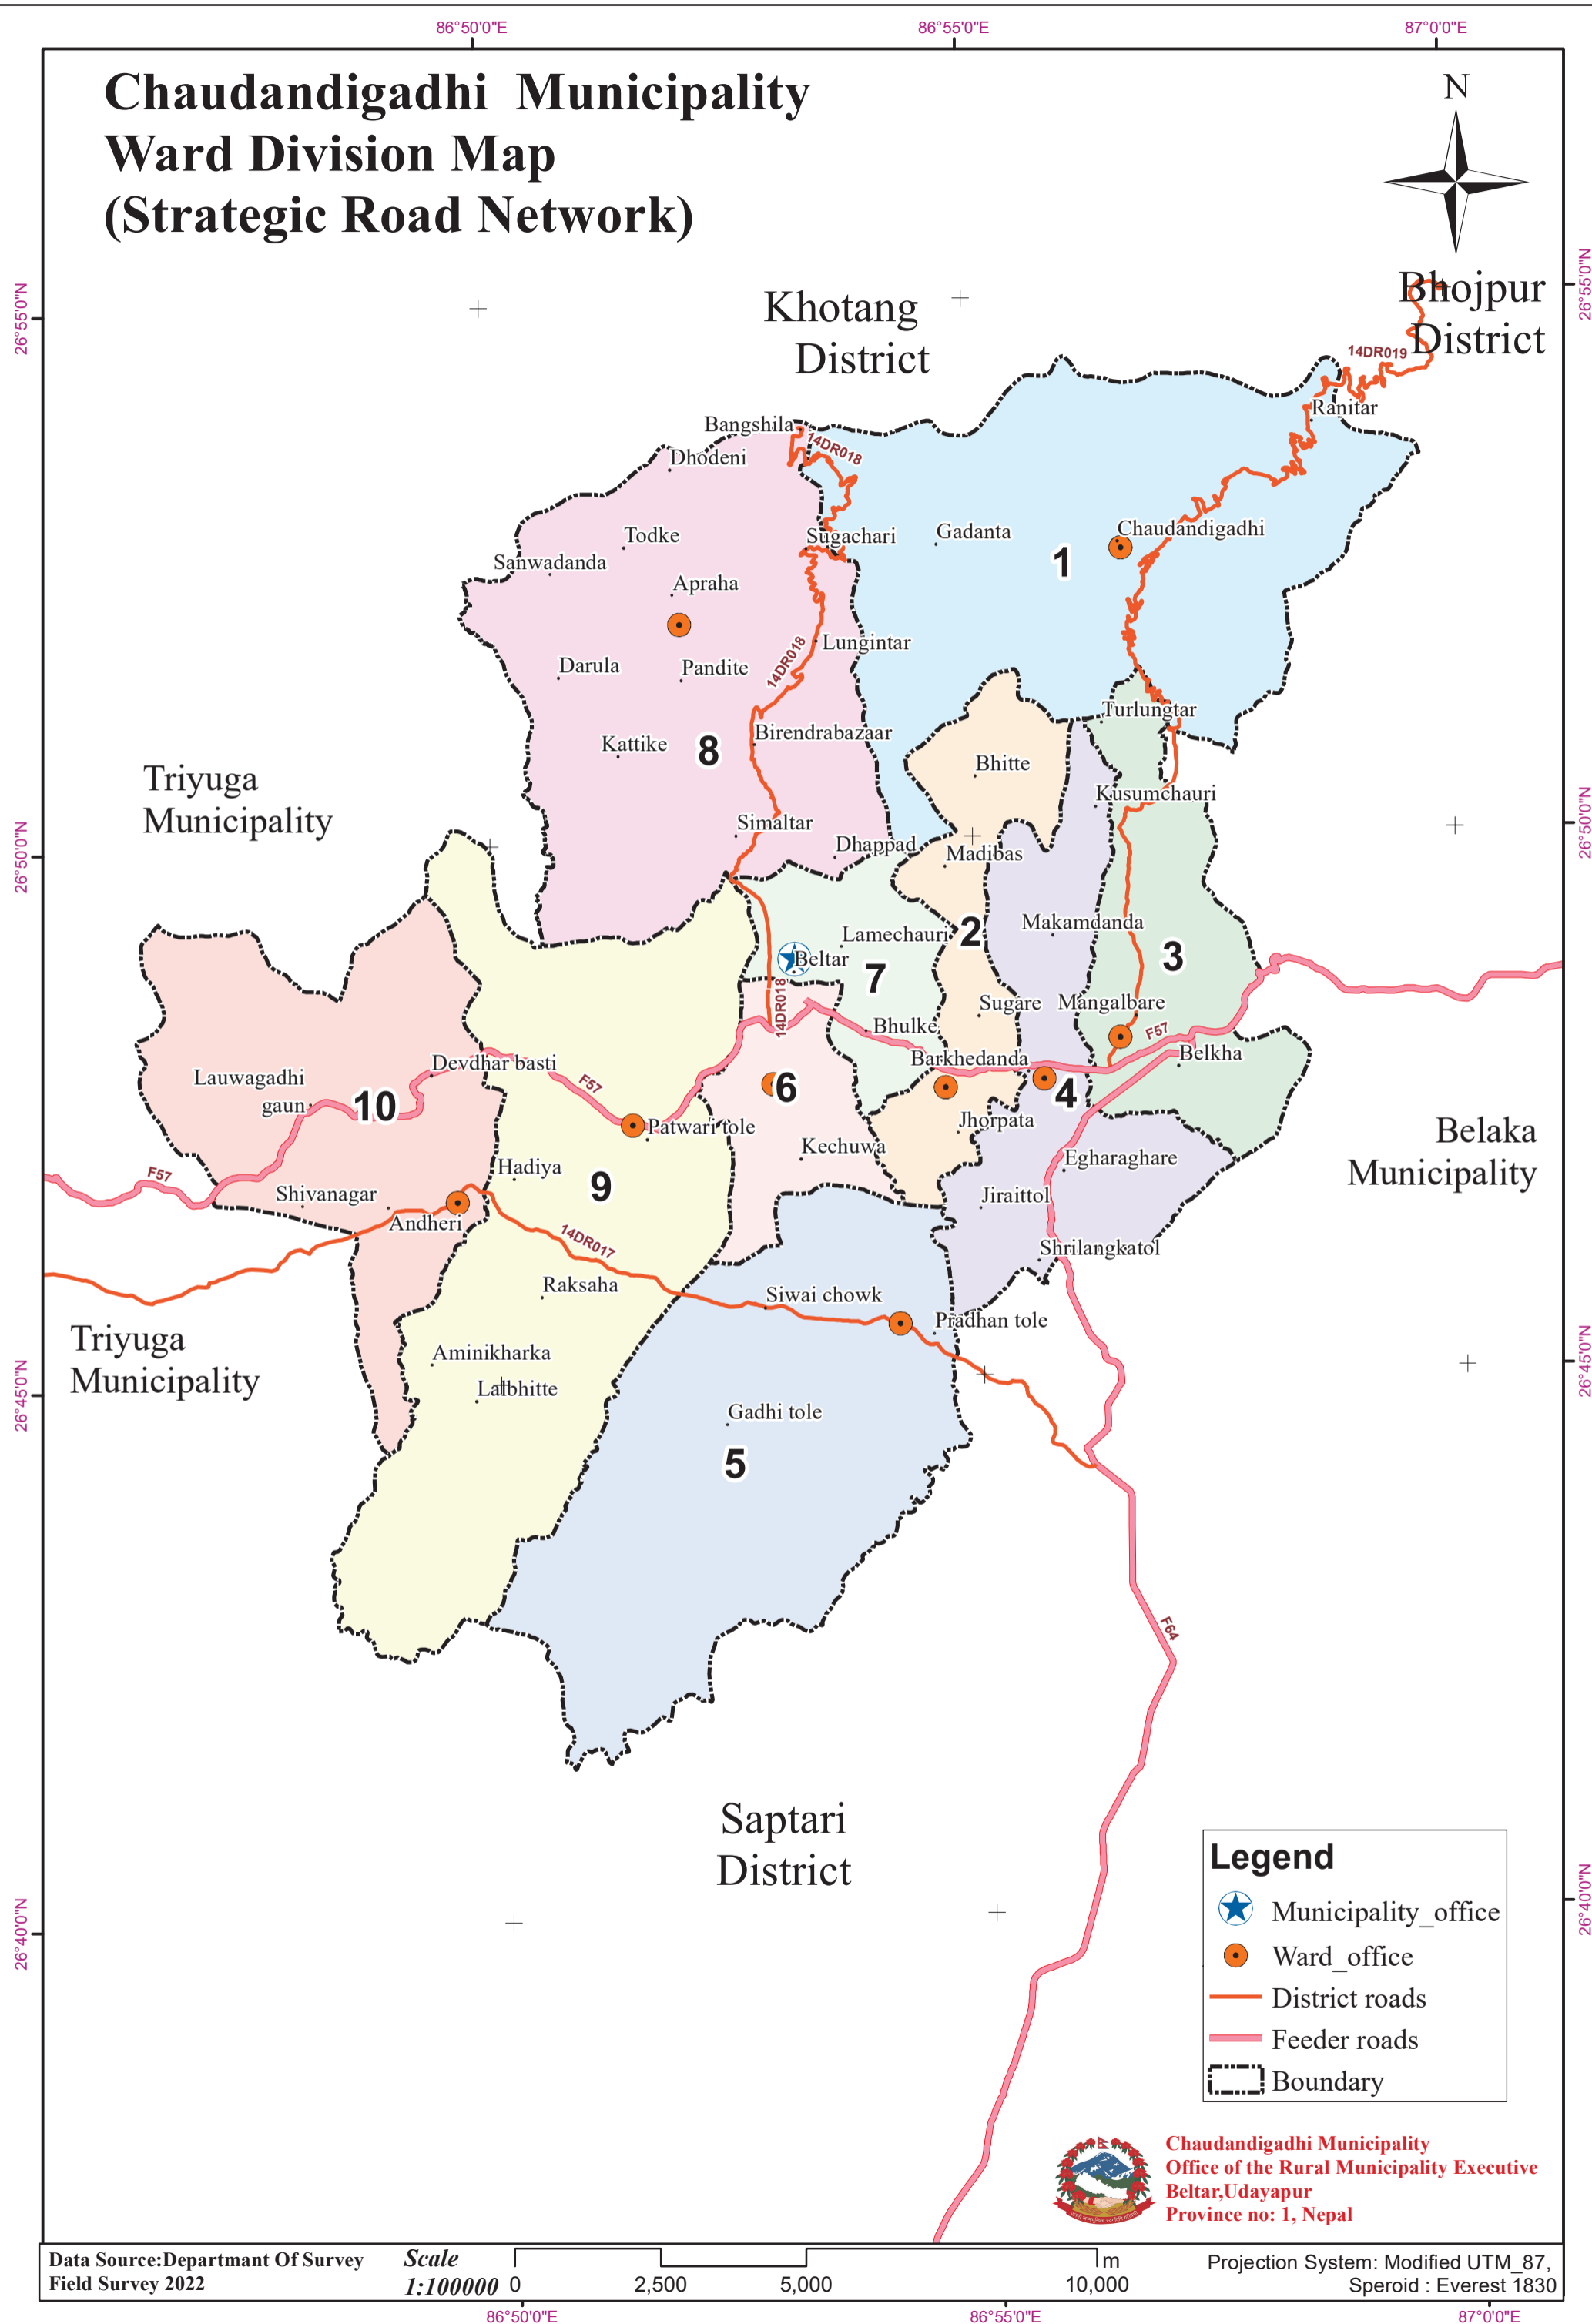 86°50'0"E
86°55'0"E
87°0'0"E
Chaudandigadhi Municipality
Ward Division Map
(Strategic Road Network)
N
26°55'0"N
26°55'0"N
Khotang
District
Bhojpur
District
14DR019
Ranitar
Bangshila
14DR018
Dhodeni
Todke
Sugachari
Gadanta
Chaudandigadhi
1
Sanwadanda
Apraha
Lungintar
14DR018
Darula
Pandite
Turlungtar
Birendrabazaar
Kattike
8
Bhitte
Triyuga
Municipality
Kusumchauri
26°50'0"N
26°50'0"N
Simaltar
Dhappad
Madibas
Makamdanda
Lamechauri
2
3
Beltar
7
14DR018
Sugare
Mangalbare
Bhulke
F57
Devdhar basti
Barkhedanda
Belkha
Lauwagadhi
gaun
10
F57
6
4
Patwari tole
Jhorpata
Belaka
Municipality
Kechuwa
Egharaghare
Hadiya
9
F57
Shivanagar
Jiraittol
Andheri
14DR017
Shrilangkatol
Raksaha
Siwai chowk
Pradhan tole
Triyuga
Municipality
26°45'0"N
26°45'0"N
Aminikharka
Lalbhitte
Gadhi tole
5
F64
Saptari
District
26°40'0"N
26°40'0"N
Legend
Municipality_office
Ward_office
District roads
Feeder roads
Boundary
Chaudandigadhi Municipality
Office of the Rural Municipality Executive
Beltar,Udayapur
Province no: 1, Nepal
Data Source:Departmant Of Survey
Field Survey 2022
Scale
1:100000
0 2,500 5,000 10,000
m
Projection System: Modified UTM_87,
Speroid : Everest 1830
86°50'0"E
86°55'0"E
87°0'0"E